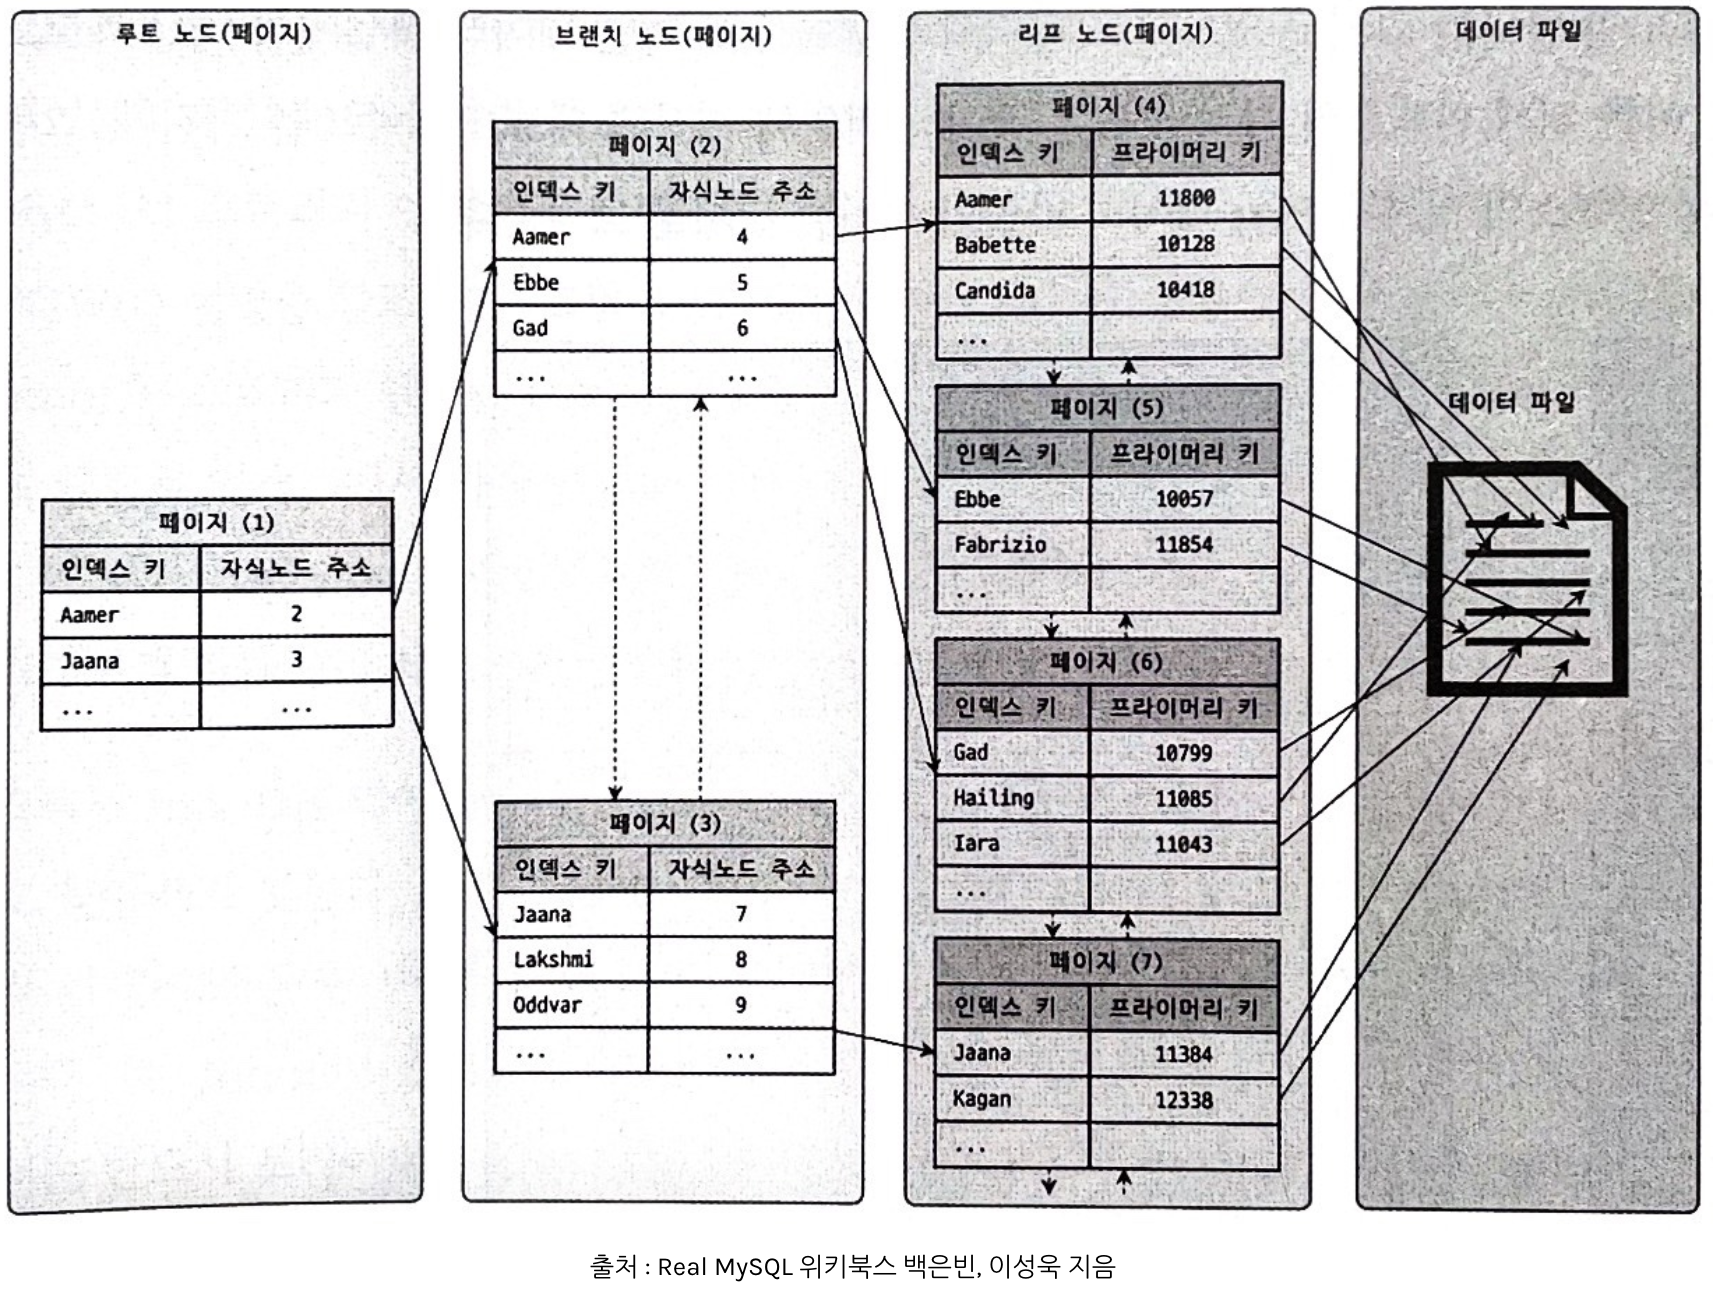 루트 노드(페이지)
페이지 (1)
인덱스 키 자식노드 주소
Aamer 2
Jaana 3
... ...
브랜치 노드(페이지)
페이지 (2)
인덱스 키 자식노드 주소
Aamer 4
Ebbe 5
Gad 6
... ...
페이지 (3)
인덱스 키 자식노드 주소
Jaana 7
Lakshmi 8
Oddvar 9
... ...
리프 노드(페이지)
페이지 (4)
인덱스 키 프라이머리 키
Aamer 11800
Babette 10128
Candida 10418
...
페이지 (5)
인덱스 키 프라이머리 키
Ebbe 10057
Fabrizio 11854
...
페이지 (6)
인덱스 키 프라이머리 키
Gad 10799
Hailing 11085
Iara 11043
...
페이지 (7)
인덱스 키 프라이머리 키
Jaana 11384
Kagan 12338
...
데이터 파일
데이터 파일
출처 : Real MySQL 위키북스 백은빈, 이성욱 지음